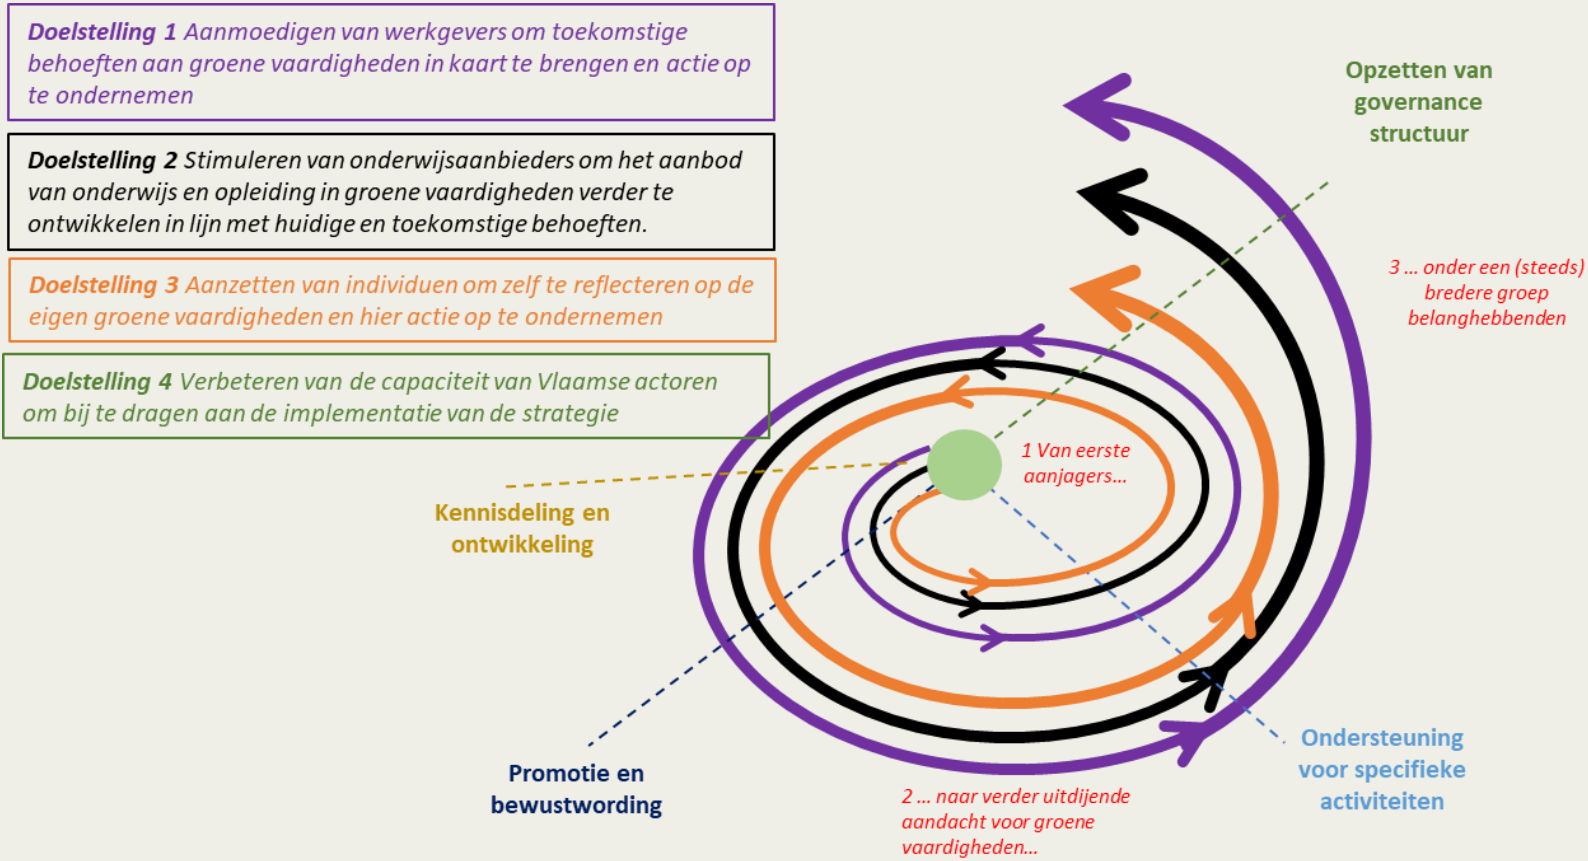 Doelstelling 1 Aanmoedigen van werkgevers om toekomstige
behoeften aan groene vaardigheden in kaart te brengen en actie op
te ondernemen
Doelstelling 2 Stimuleren van onderwijsaanbieders om het aanbod
van onderwijs en opleiding in groene vaardigheden verder te
ontwikkelen in lijn met huidige en toekomstige behoeften.
Doelstelling 3 Aanzetten van individuen om zelf te reflecteren op de
eigen groene vaardigheden en hier actie op te ondernemen
Doelstelling 4 Verbeteren van de capaciteit van Vlaamse actoren
om bij te dragen aan de implementatie van de strategie
Opzetten van
governance
structuur
3 ... onder een (steeds)
bredere groep
belanghebbenden
1 Van eerste
aanjagers...
Kennisdeling en
ontwikkeling
Promotie en
bewustwording
2 ... naar verder uitdijende
aandacht voor groene
vaardigheden...
Ondersteuning
voor specifieke
activiteiten